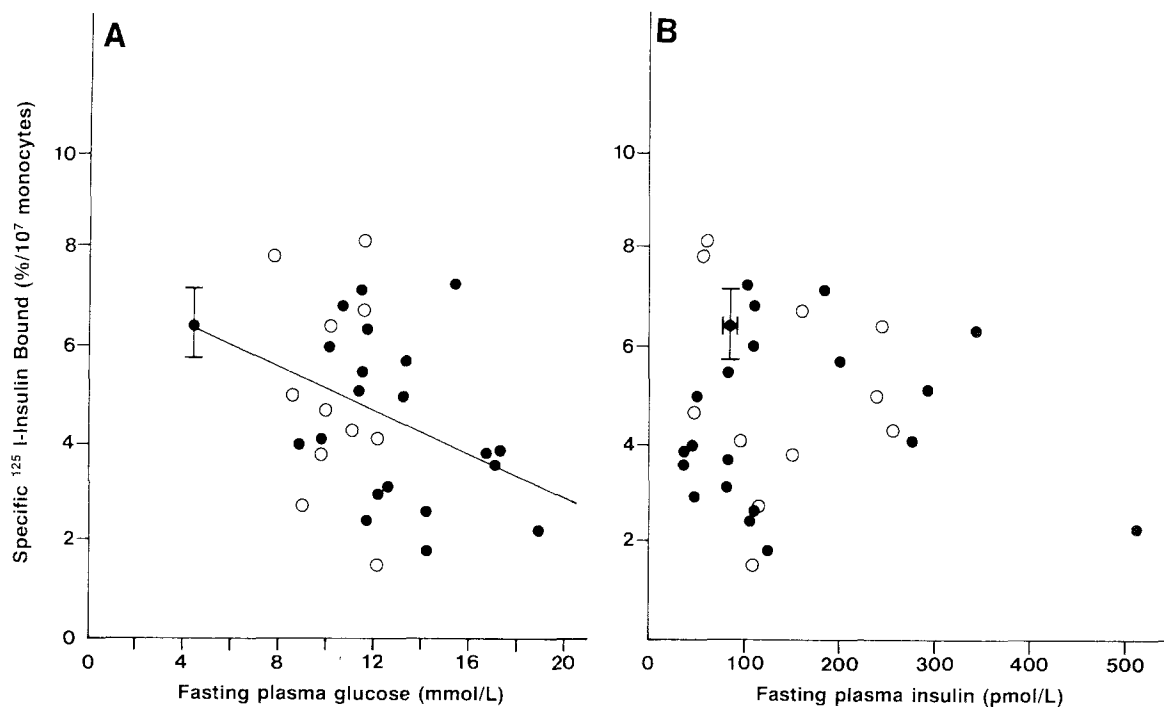 A
B
Specific ¹²⁵ I-Insulin Bound (%/10⁷ monocytes)
10
8
6
4
2
0
0 4 8 12 16 20
Fasting plasma glucose (mmol/L)
10
8
6
4
2
0 100 200 300 400 500
Fasting plasma insulin (pmol/L)